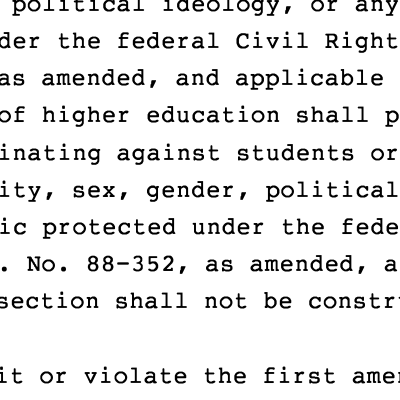 political ideology, or any
der the federal Civil Right
as amended, and applicable
of higher education shall p
inating against students or
ity, sex, gender, political
ic protected under the fede
. No. 88-352, as amended, a
section shall not be constr
it or violate the first amen